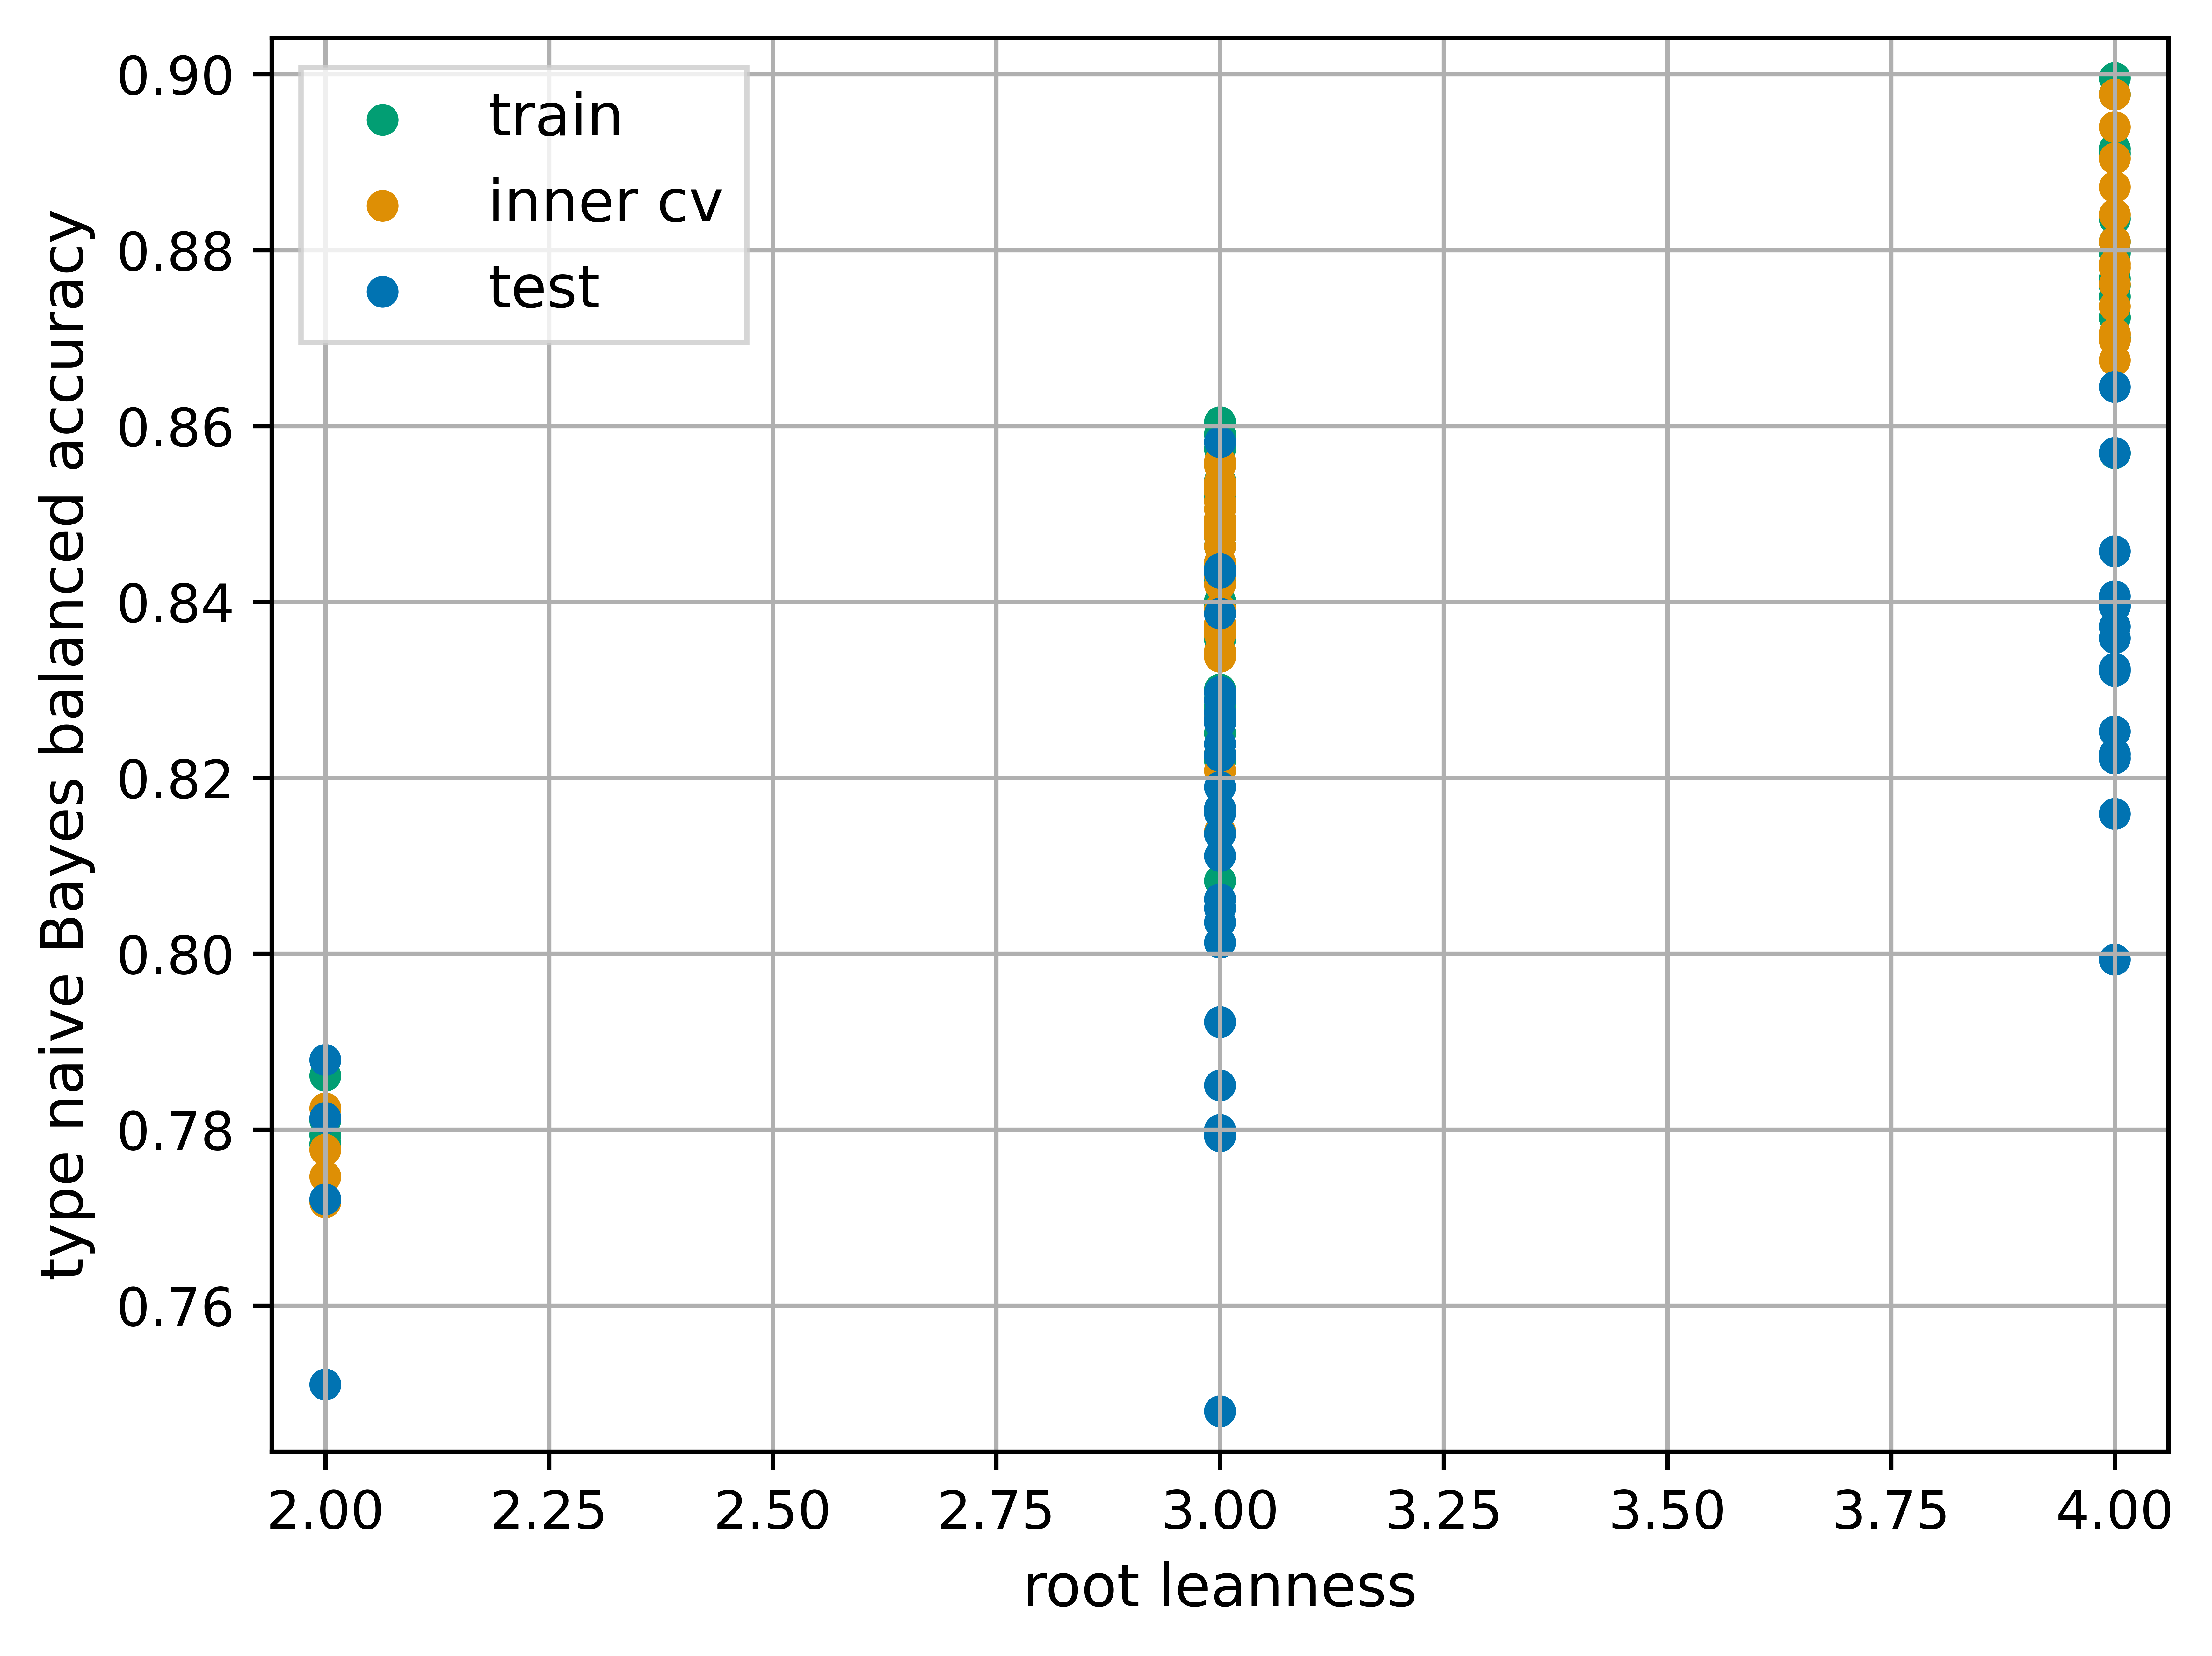 0.90
0.88
0.86
0.84
0.82
0.80
0.78
0.76
type naive Bayes balanced accuracy
train
inner cv
test
2.00 2.25 2.50 2.75 3.00 3.25 3.50 3.75 4.00
root leanness